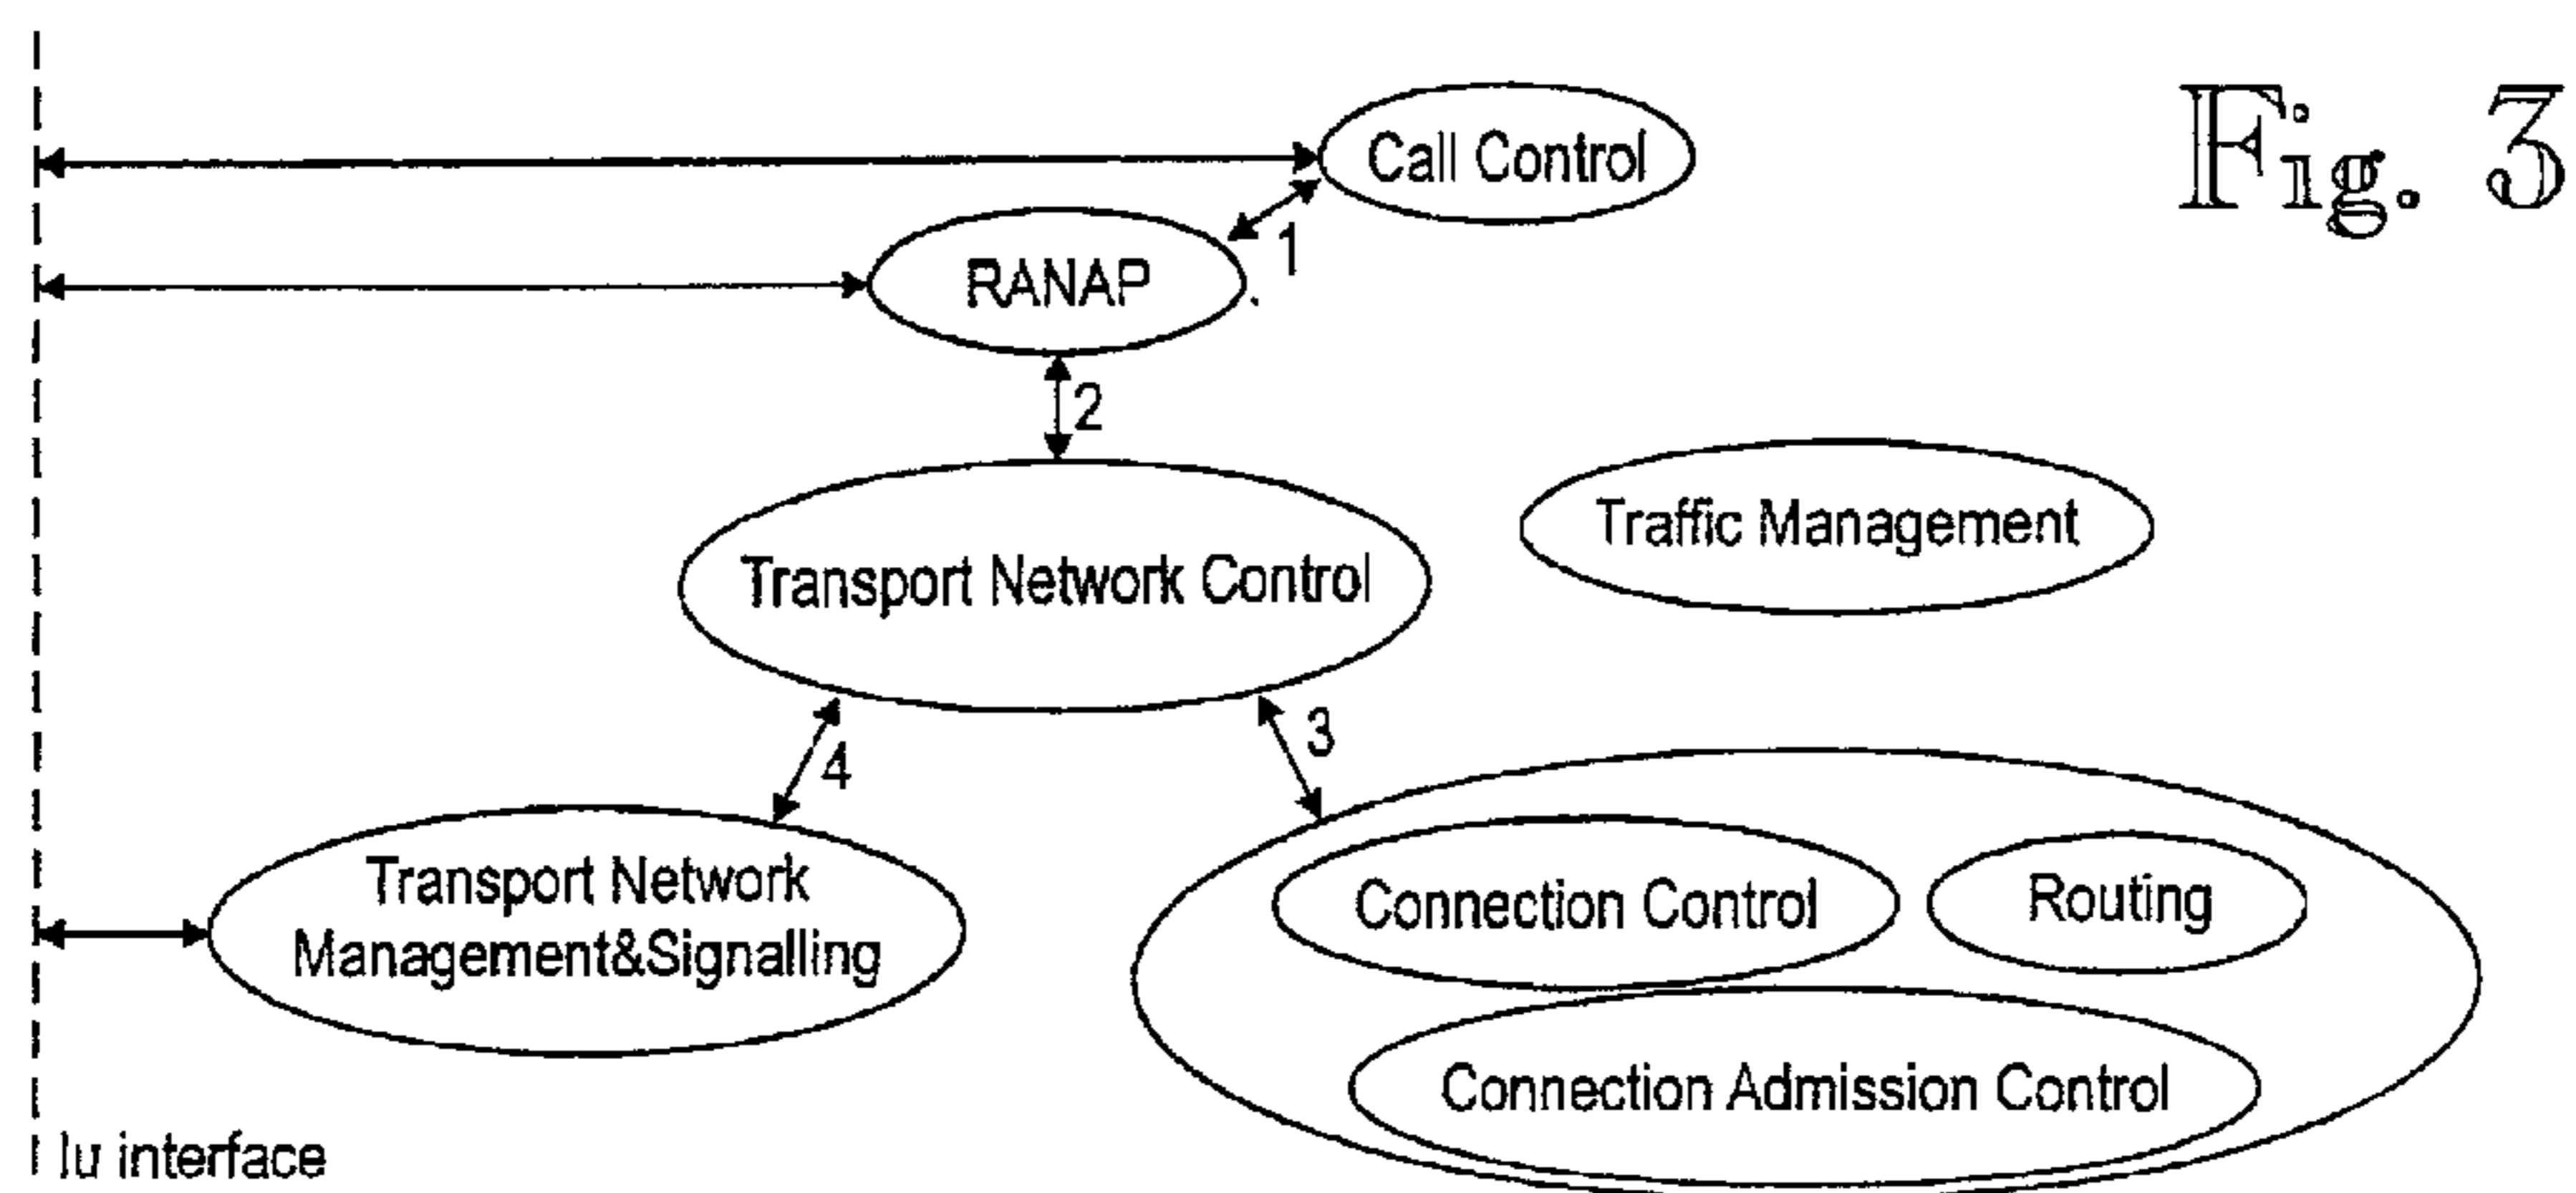 Fig. 3
Call Control
1
RANAP
2
Traffic Management
Transport Network Control
3
4
Transport Network
Management&Signalling
Connection Control
Routing
Connection Admission Control
Iu interface